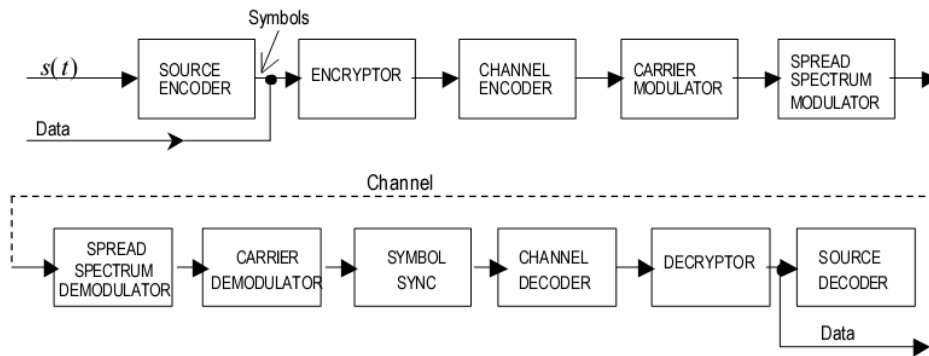 Symbols
s(t)
SOURCE
ENCODER
ENCRYPTOR
CHANNEL
ENCODER
CARRIER
MODULATOR
SPREAD
SPECTRUM
MODULATOR
Data
Channel
SPREAD
SPECTRUM
DEMODULATOR
CARRIER
DEMODULATOR
SYMBOL
SYNC
CHANNEL
DECODER
DECRYPTOR
SOURCE
DECODER
Data